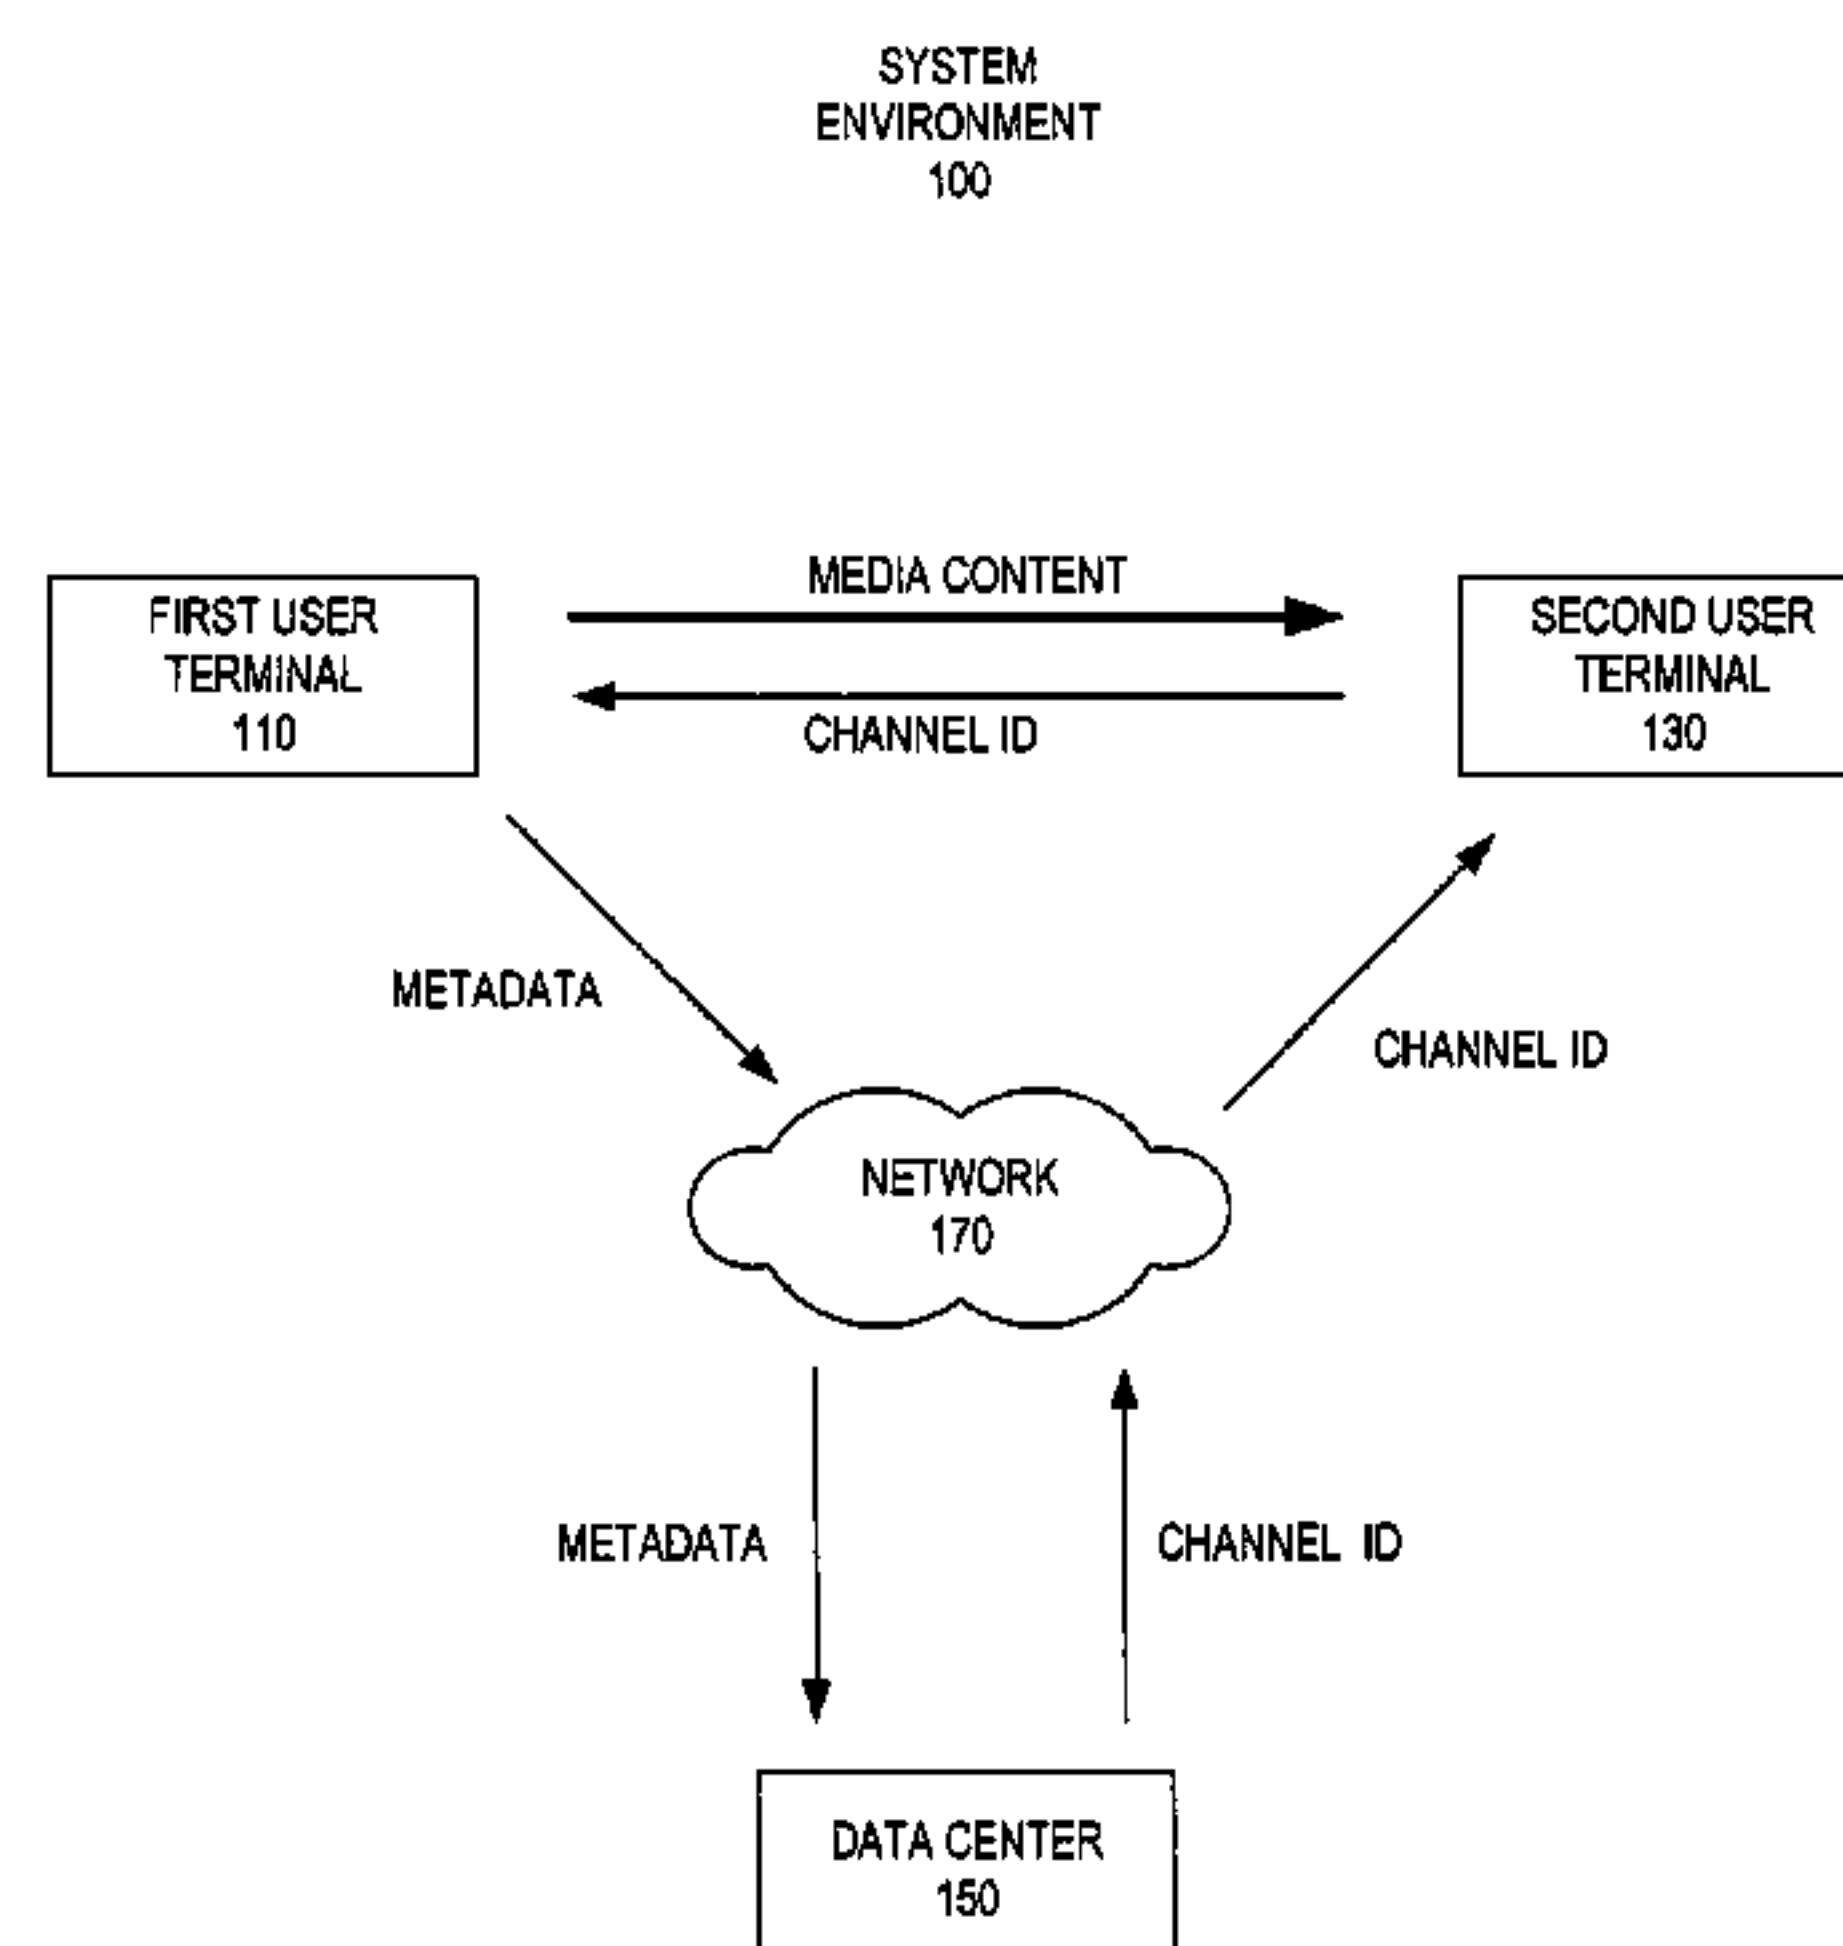 SYSTEM
ENVIRONMENT
100
MEDIA CONTENT
FIRST USER
TERMINAL
110
SECOND USER
TERMINAL
130
CHANNEL ID
METADATA
CHANNEL ID
NETWORK
170
METADATA
CHANNEL ID
DATA CENTER
150